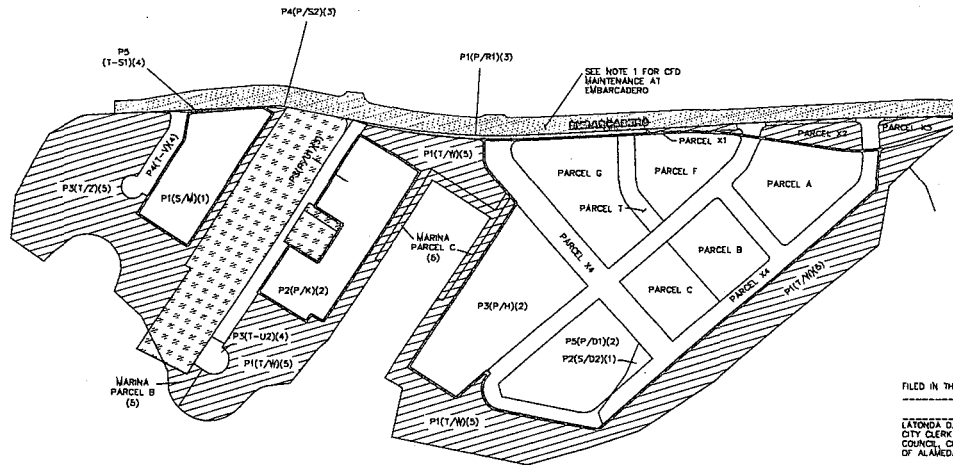 P4(P/S2)(3)
P5
(T-S1)(4)
P1(P/R1)(3)
SEE NOTE 1 FOR CFD
MAINTENANCE AT
EMBARCADERO
EMBARCADERO
PARCEL X1
PARCEL X2
PARCEL X3
P4(T-V)(4)
P3(T/Z)(5)
P1(S/M)(1)
P1(T/W)(5)
PARCEL G
PARCEL F
PARCEL A
PARCEL T
MARINA
PARCEL C
(5)
PARCEL X4
PARCEL B
PARCEL C
PARCEL X4
P2(P/K)(2)
P3(P/H)(2)
P3(T-U2)(4)
P1(T/W)(5)
P5(P/D1)(2)
P2(S/D2)(1)
MARINA
PARCEL B
(5)
P1(T/W)(5)
FILED IN TH
LATONDA D.
CITY CLERK
COUNCIL, C
OF ALAMED